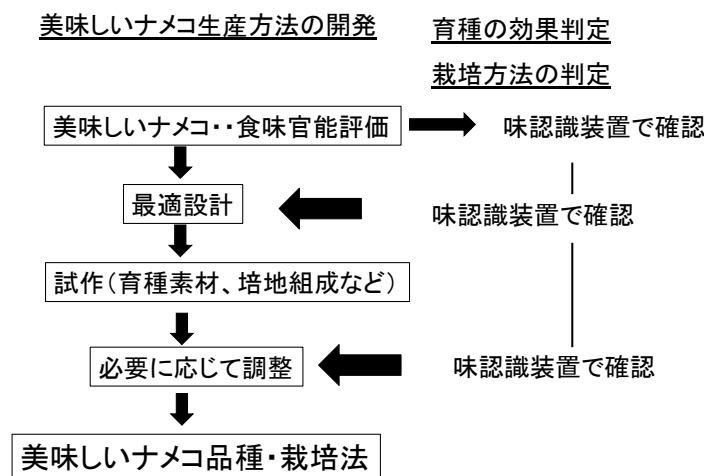 美味しいナメコ生産方法の開発
育種の効果判定
栽培方法の判定
美味しいナメコ・・食味官能評価
味認識装置で確認
最適設計
味認識装置で確認
試作(育種素材、培地組成など)
必要に応じて調整
味認識装置で確認
美味しいナメコ品種・栽培法